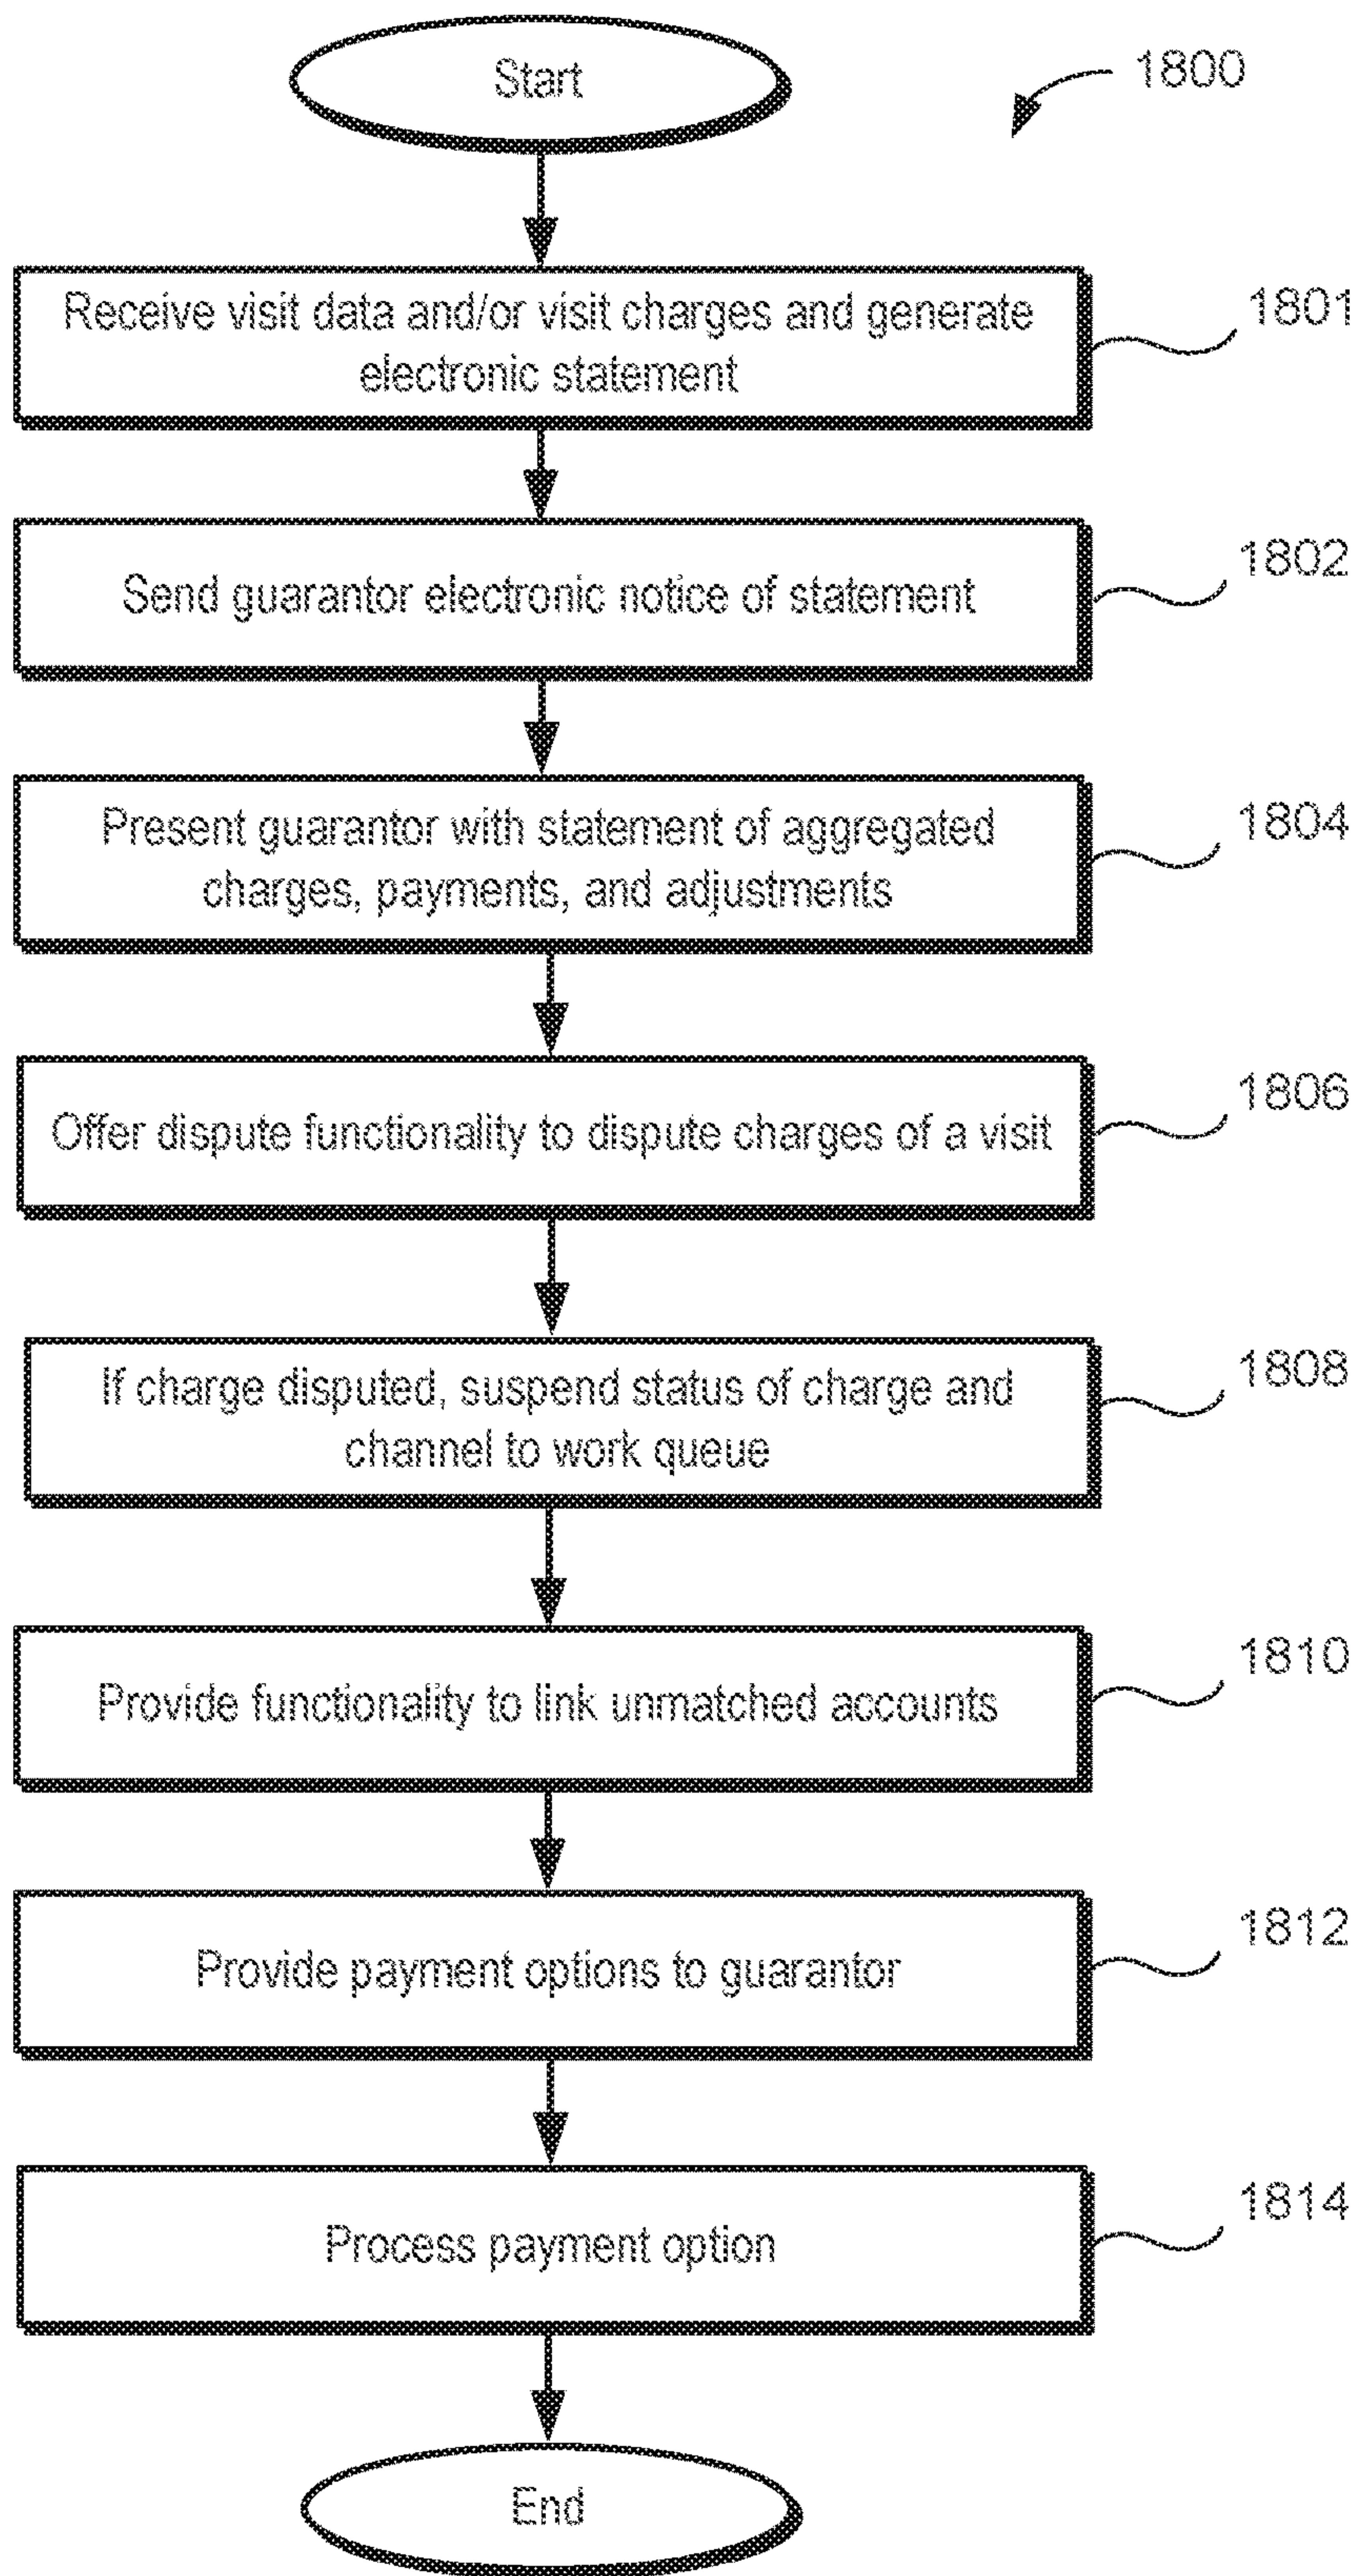 Start
1800
Receive visit data and/or visit charges and generate
electronic statement
1801
Send guarantor electronic notice of statement
1802
Present guarantor with statement of aggregated
charges, payments, and adjustments
1804
Offer dispute functionality to dispute charges of a visit
1806
If charge disputed, suspend status of charge and
channel to work queue
1808
Provide functionality to link unmatched accounts
1810
Provide payment options to guarantor
1812
Process payment option
1814
End